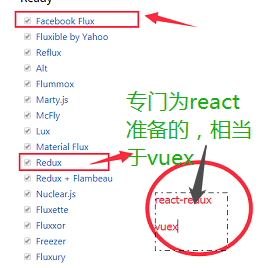 Ready
Facebook Flux
Fluxible by Yahoo
Reflux
Alt
Flummox
Marty.js
McFly
Lux
Material Flux
Redux
Redux + Flambeau
Nuclear.js
Fluxette
Fluxxor
Freezer
Fluxury
专门为react
准备的，相当
于vuex
react-redux
vuex